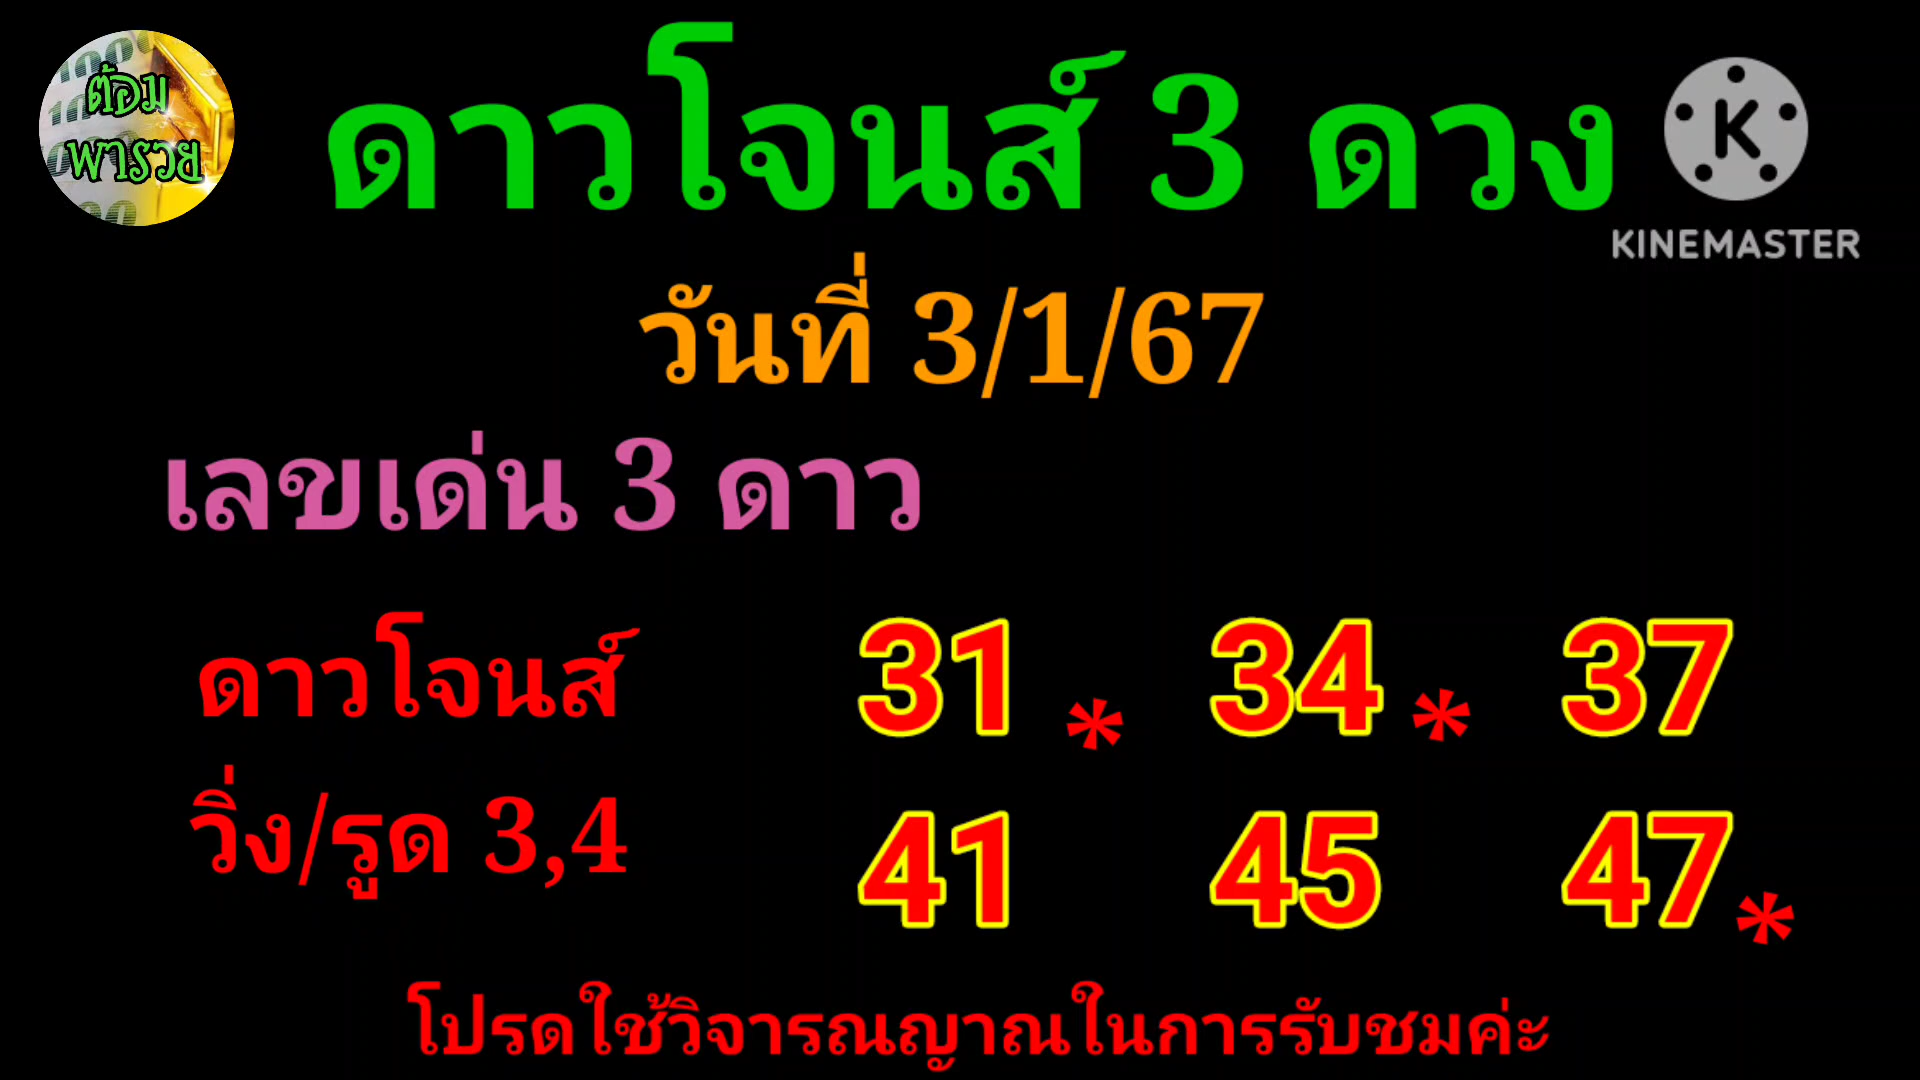 ต้อม
พารวย
ดาวโจนส์ 3 ดวง
KINEMASTER
วันที่ 3/1/67
เลขเด่น 3 ดาว
ดาวโจนส์ 31 * 34 * 37
วิ่ง/รูด 3,4 41 45 47 *
โปรดใช้วิจารณญาณในการรับชมค่ะ